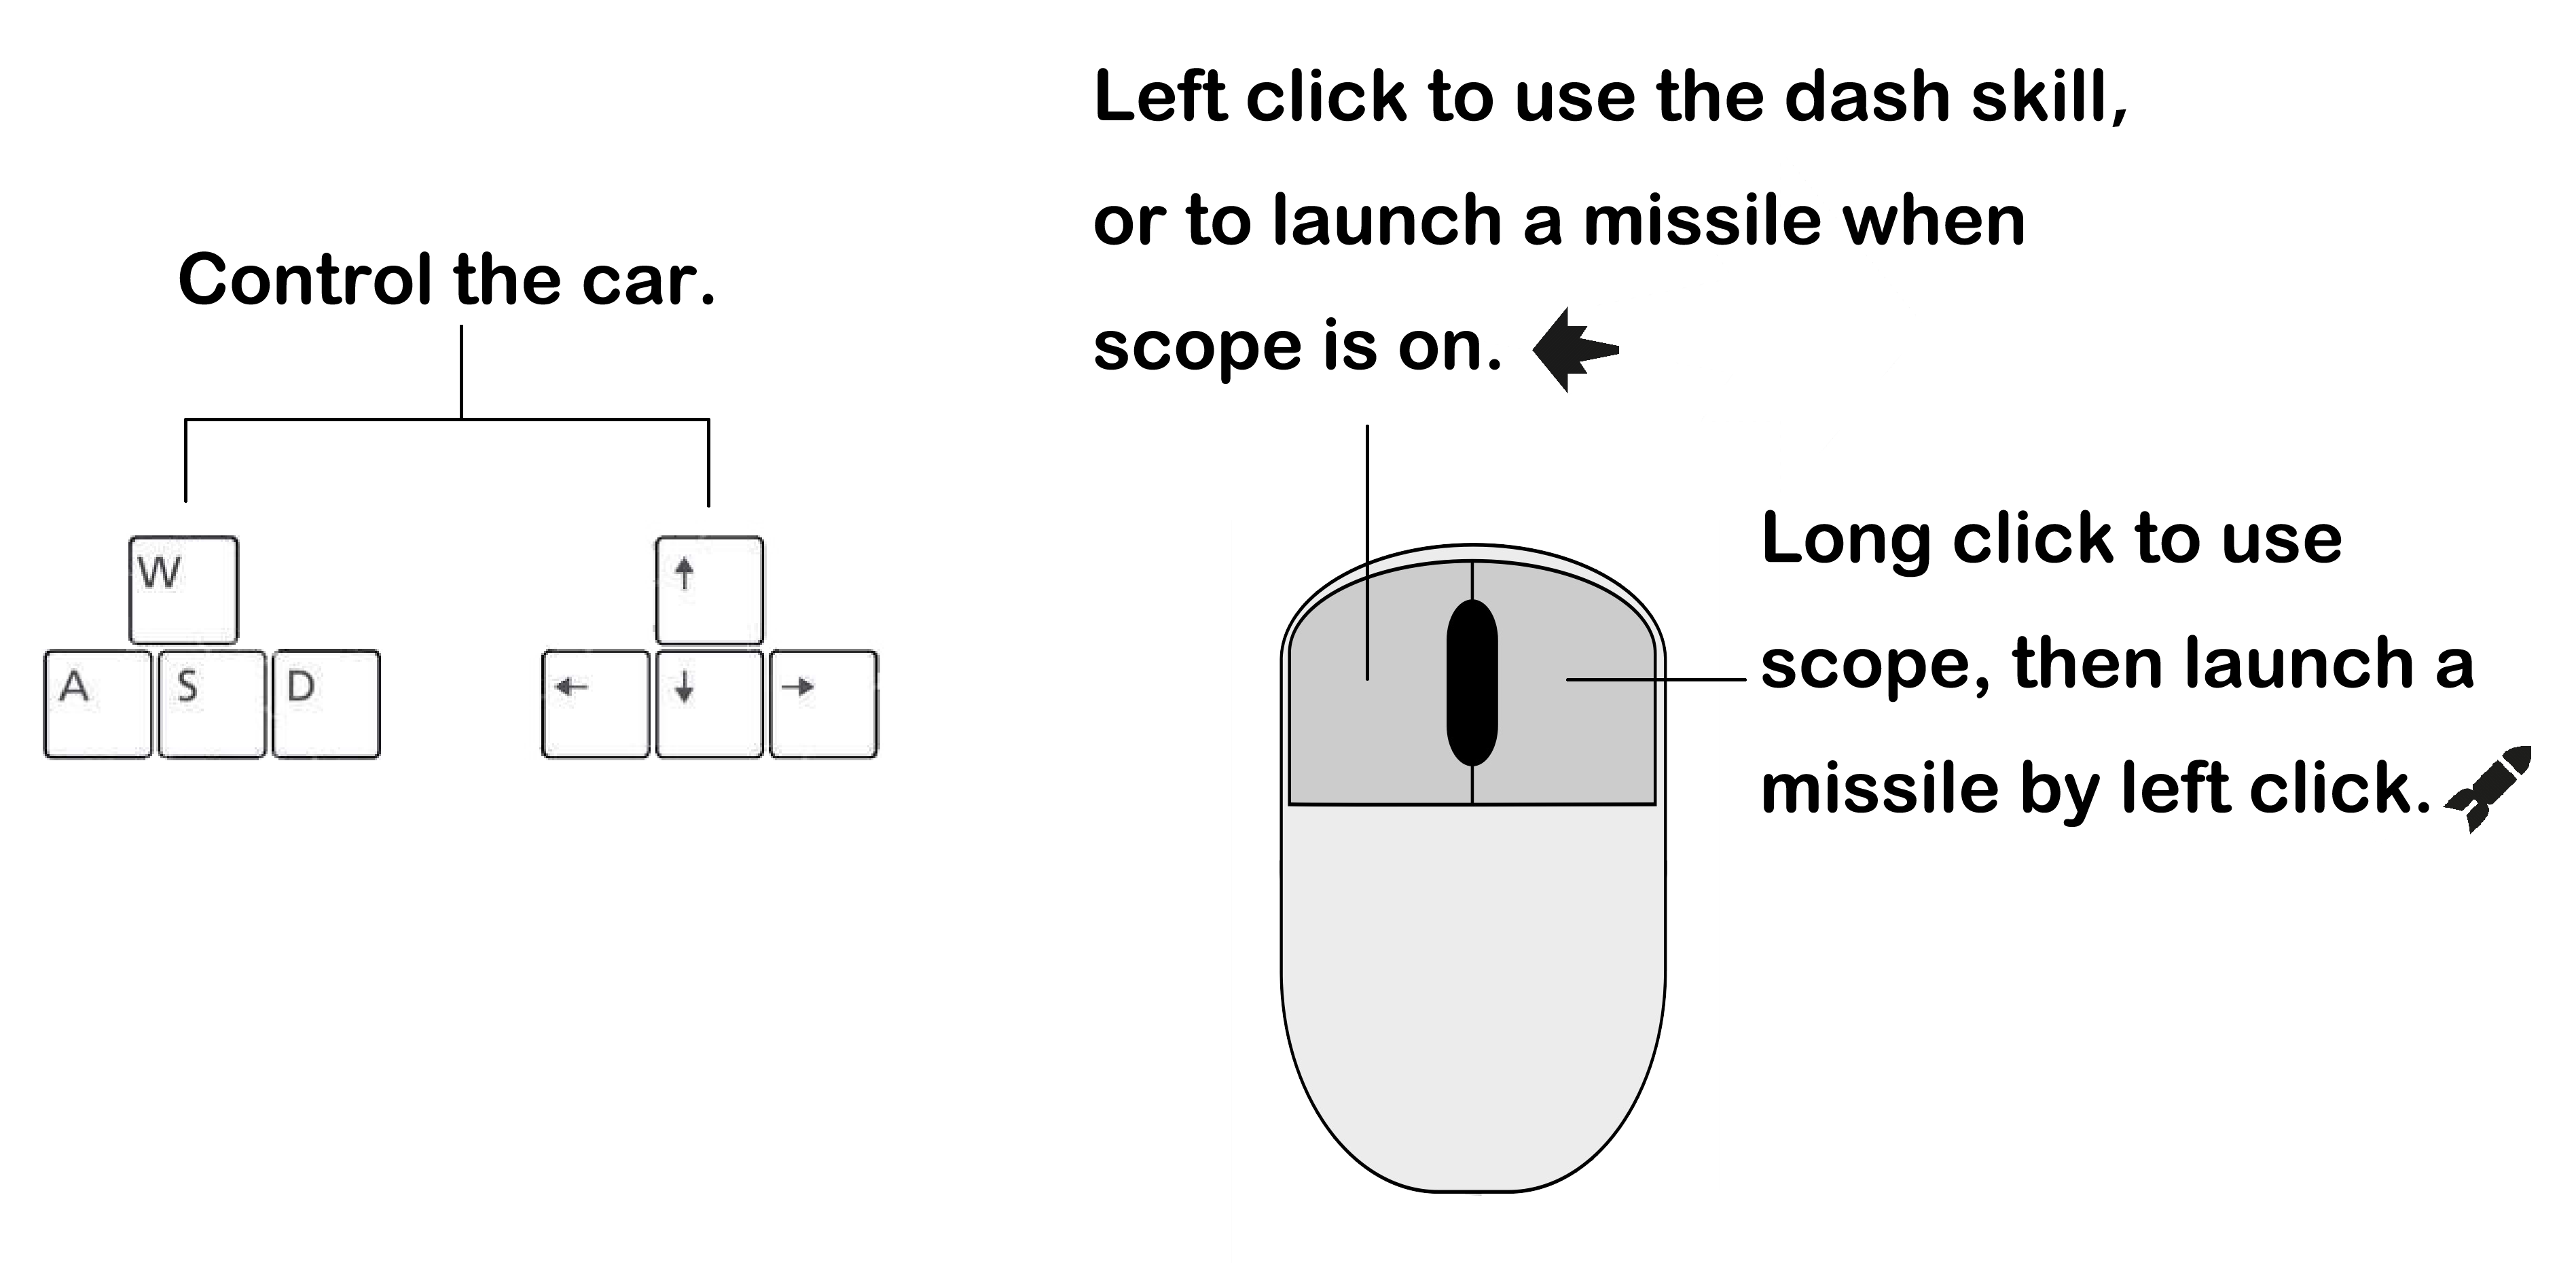 Control the car.
W
A S D
↑
← ↓ →
Left click to use the dash skill,
or to launch a missile when
scope is on.
Long click to use
scope, then launch a
missile by left click.